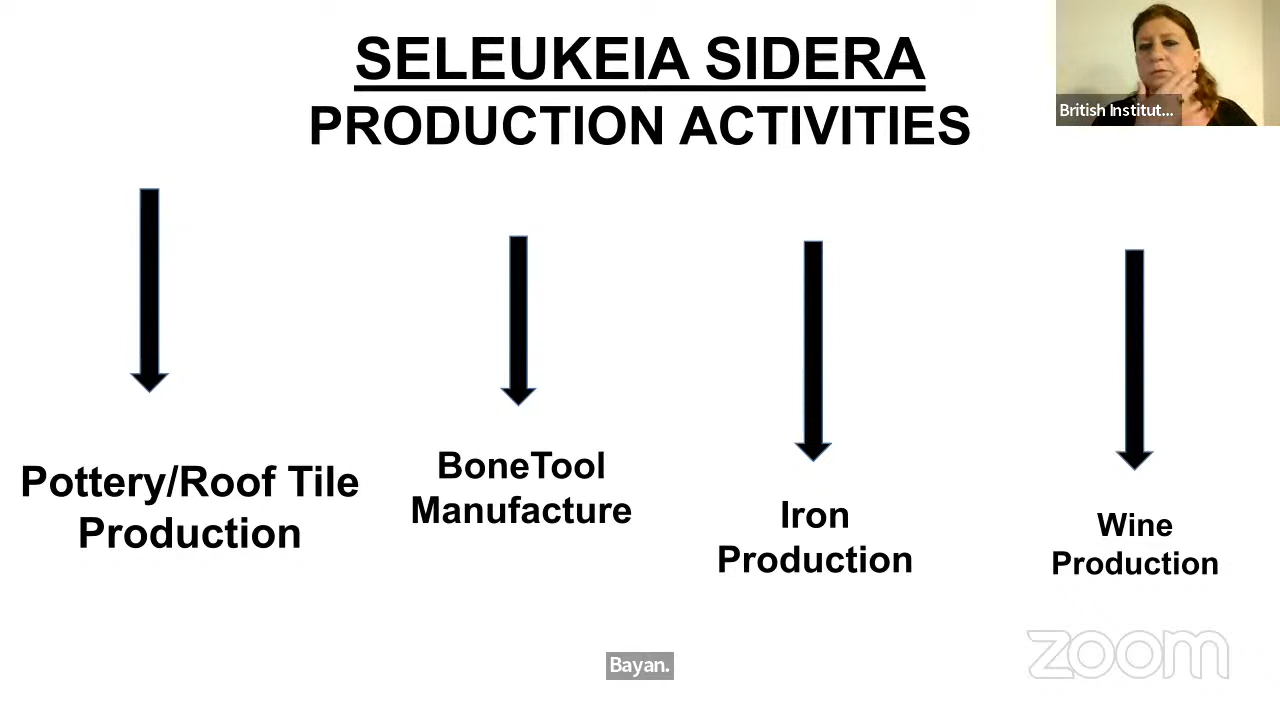 SELEUKEIA SIDERA
PRODUCTION ACTIVITIES
British Institut...
Pottery/Roof Tile
Production
BoneTool
Manufacture
Iron
Production
Wine
Production
Bayan.
zoom